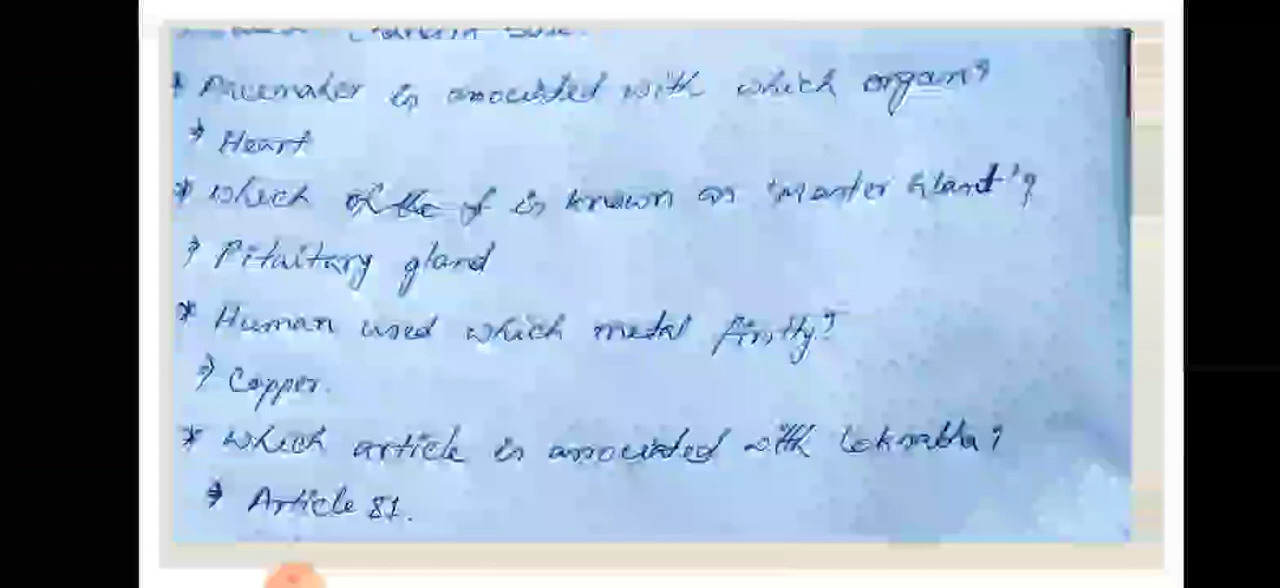 * Pacemaker is associated with which organ?
→ Heart
* Which of the of is known as 'Master Gland'?
→ Pituitary gland
* Human used which metal firstly?
→ Copper.
* Which article is associated with Loksabha?
→ Article 81.